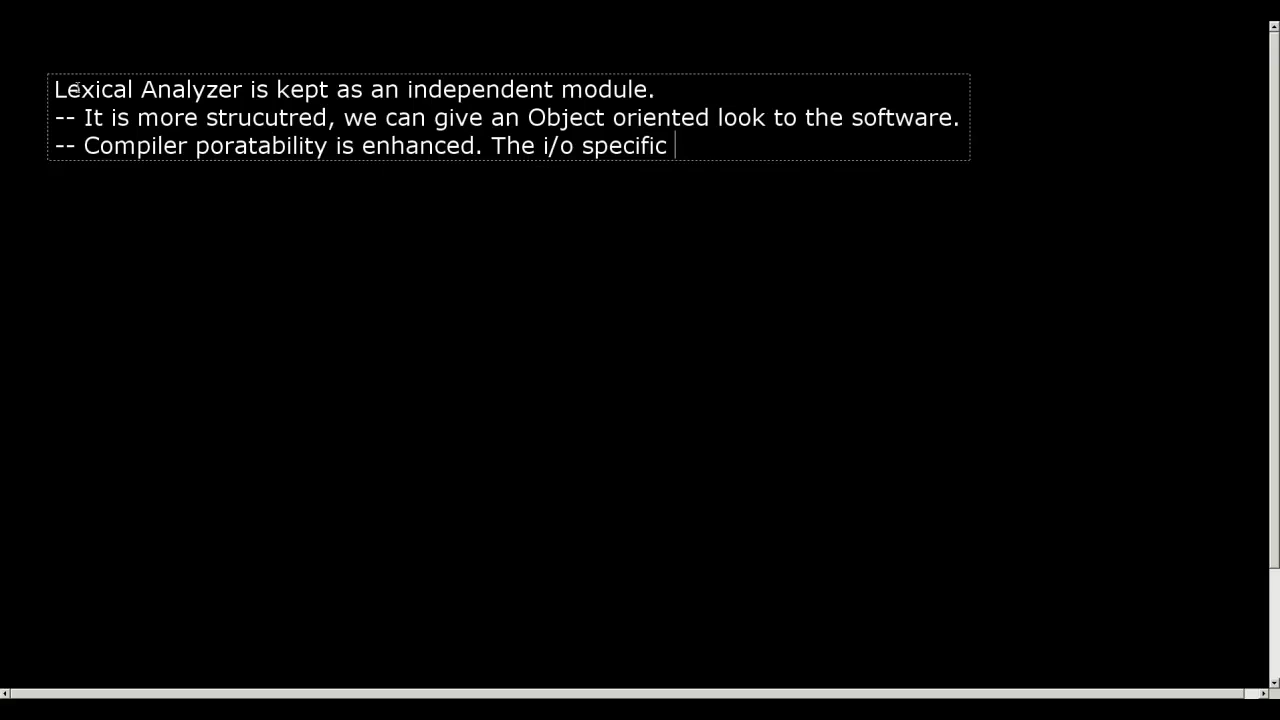 Lexical Analyzer is kept as an independent module.
-- It is more strucutred, we can give an Object oriented look to the software.
-- Compiler poratability is enhanced. The i/o specific